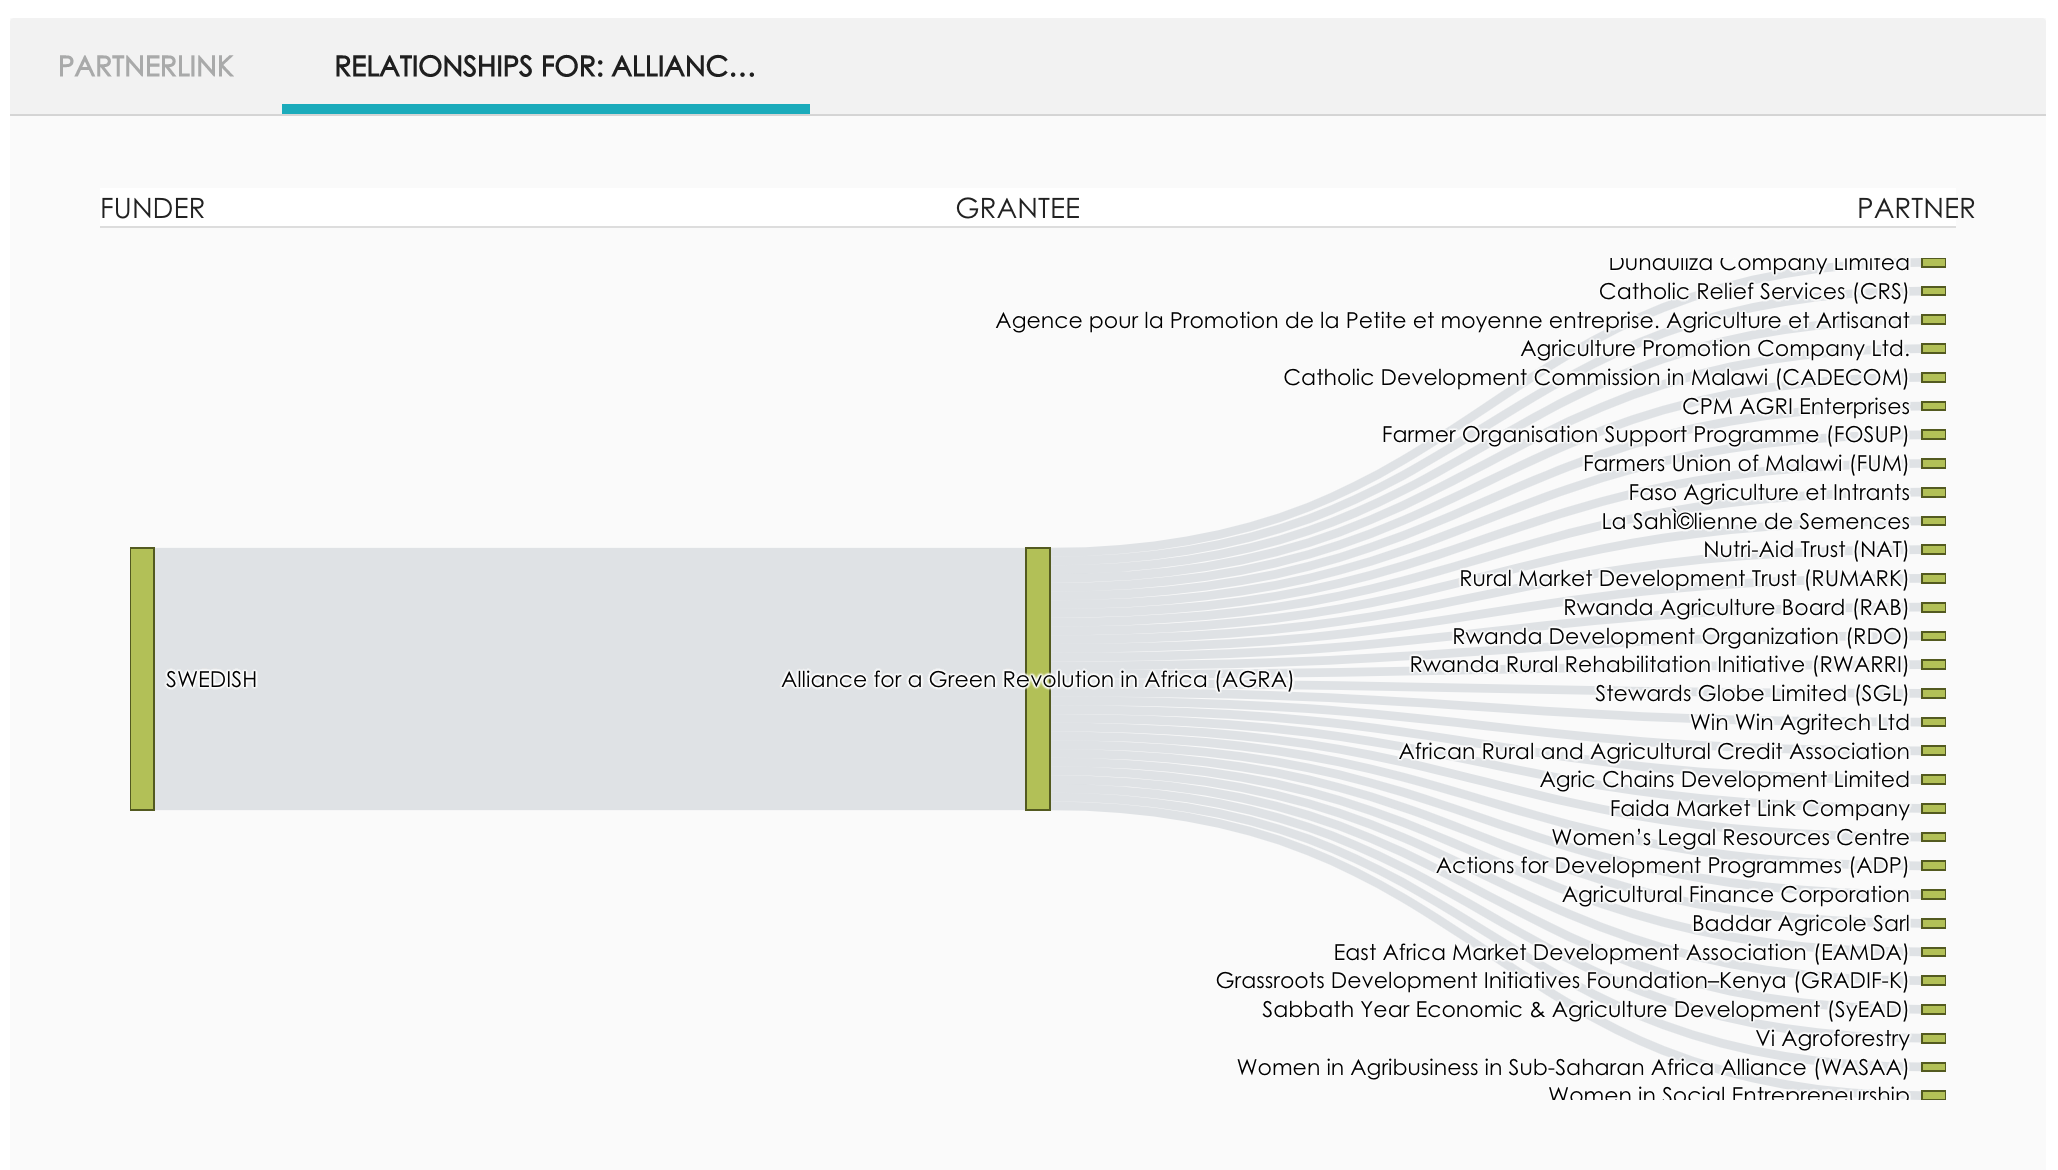 PARTNERLINK
RELATIONSHIPS FOR: ALLIANC...
FUNDER
GRANTEE
PARTNER
Dunduliza Company Limited
Catholic Relief Services (CRS)
Agence pour la Promotion de la Petite et moyenne entreprise. Agriculture et Artisanat
Agriculture Promotion Company Ltd.
Catholic Development Commission in Malawi (CADECOM)
CPM AGRI Enterprises
Farmer Organisation Support Programme (FOSUP)
Farmers Union of Malawi (FUM)
Faso Agriculture et Intrants
La SahÌ©lienne de Semences
Nutri-Aid Trust (NAT)
Rural Market Development Trust (RUMARK)
Rwanda Agriculture Board (RAB)
Rwanda Development Organization (RDO)
Rwanda Rural Rehabilitation Initiative (RWARRI)
SWEDISH
Alliance for a Green Revolution in Africa (AGRA)
Stewards Globe Limited (SGL)
Win Win Agritech Ltd
African Rural and Agricultural Credit Association
Agric Chains Development Limited
Faida Market Link Company
Women's Legal Resources Centre
Actions for Development Programmes (ADP)
Agricultural Finance Corporation
Baddar Agricole Sarl
East Africa Market Development Association (EAMDA)
Grassroots Development Initiatives Foundation–Kenya (GRADIF-K)
Sabbath Year Economic & Agriculture Development (SyEAD)
Vi Agroforestry
Women in Agribusiness in Sub-Saharan Africa Alliance (WASAA)
Women in Social Entrepreneurship